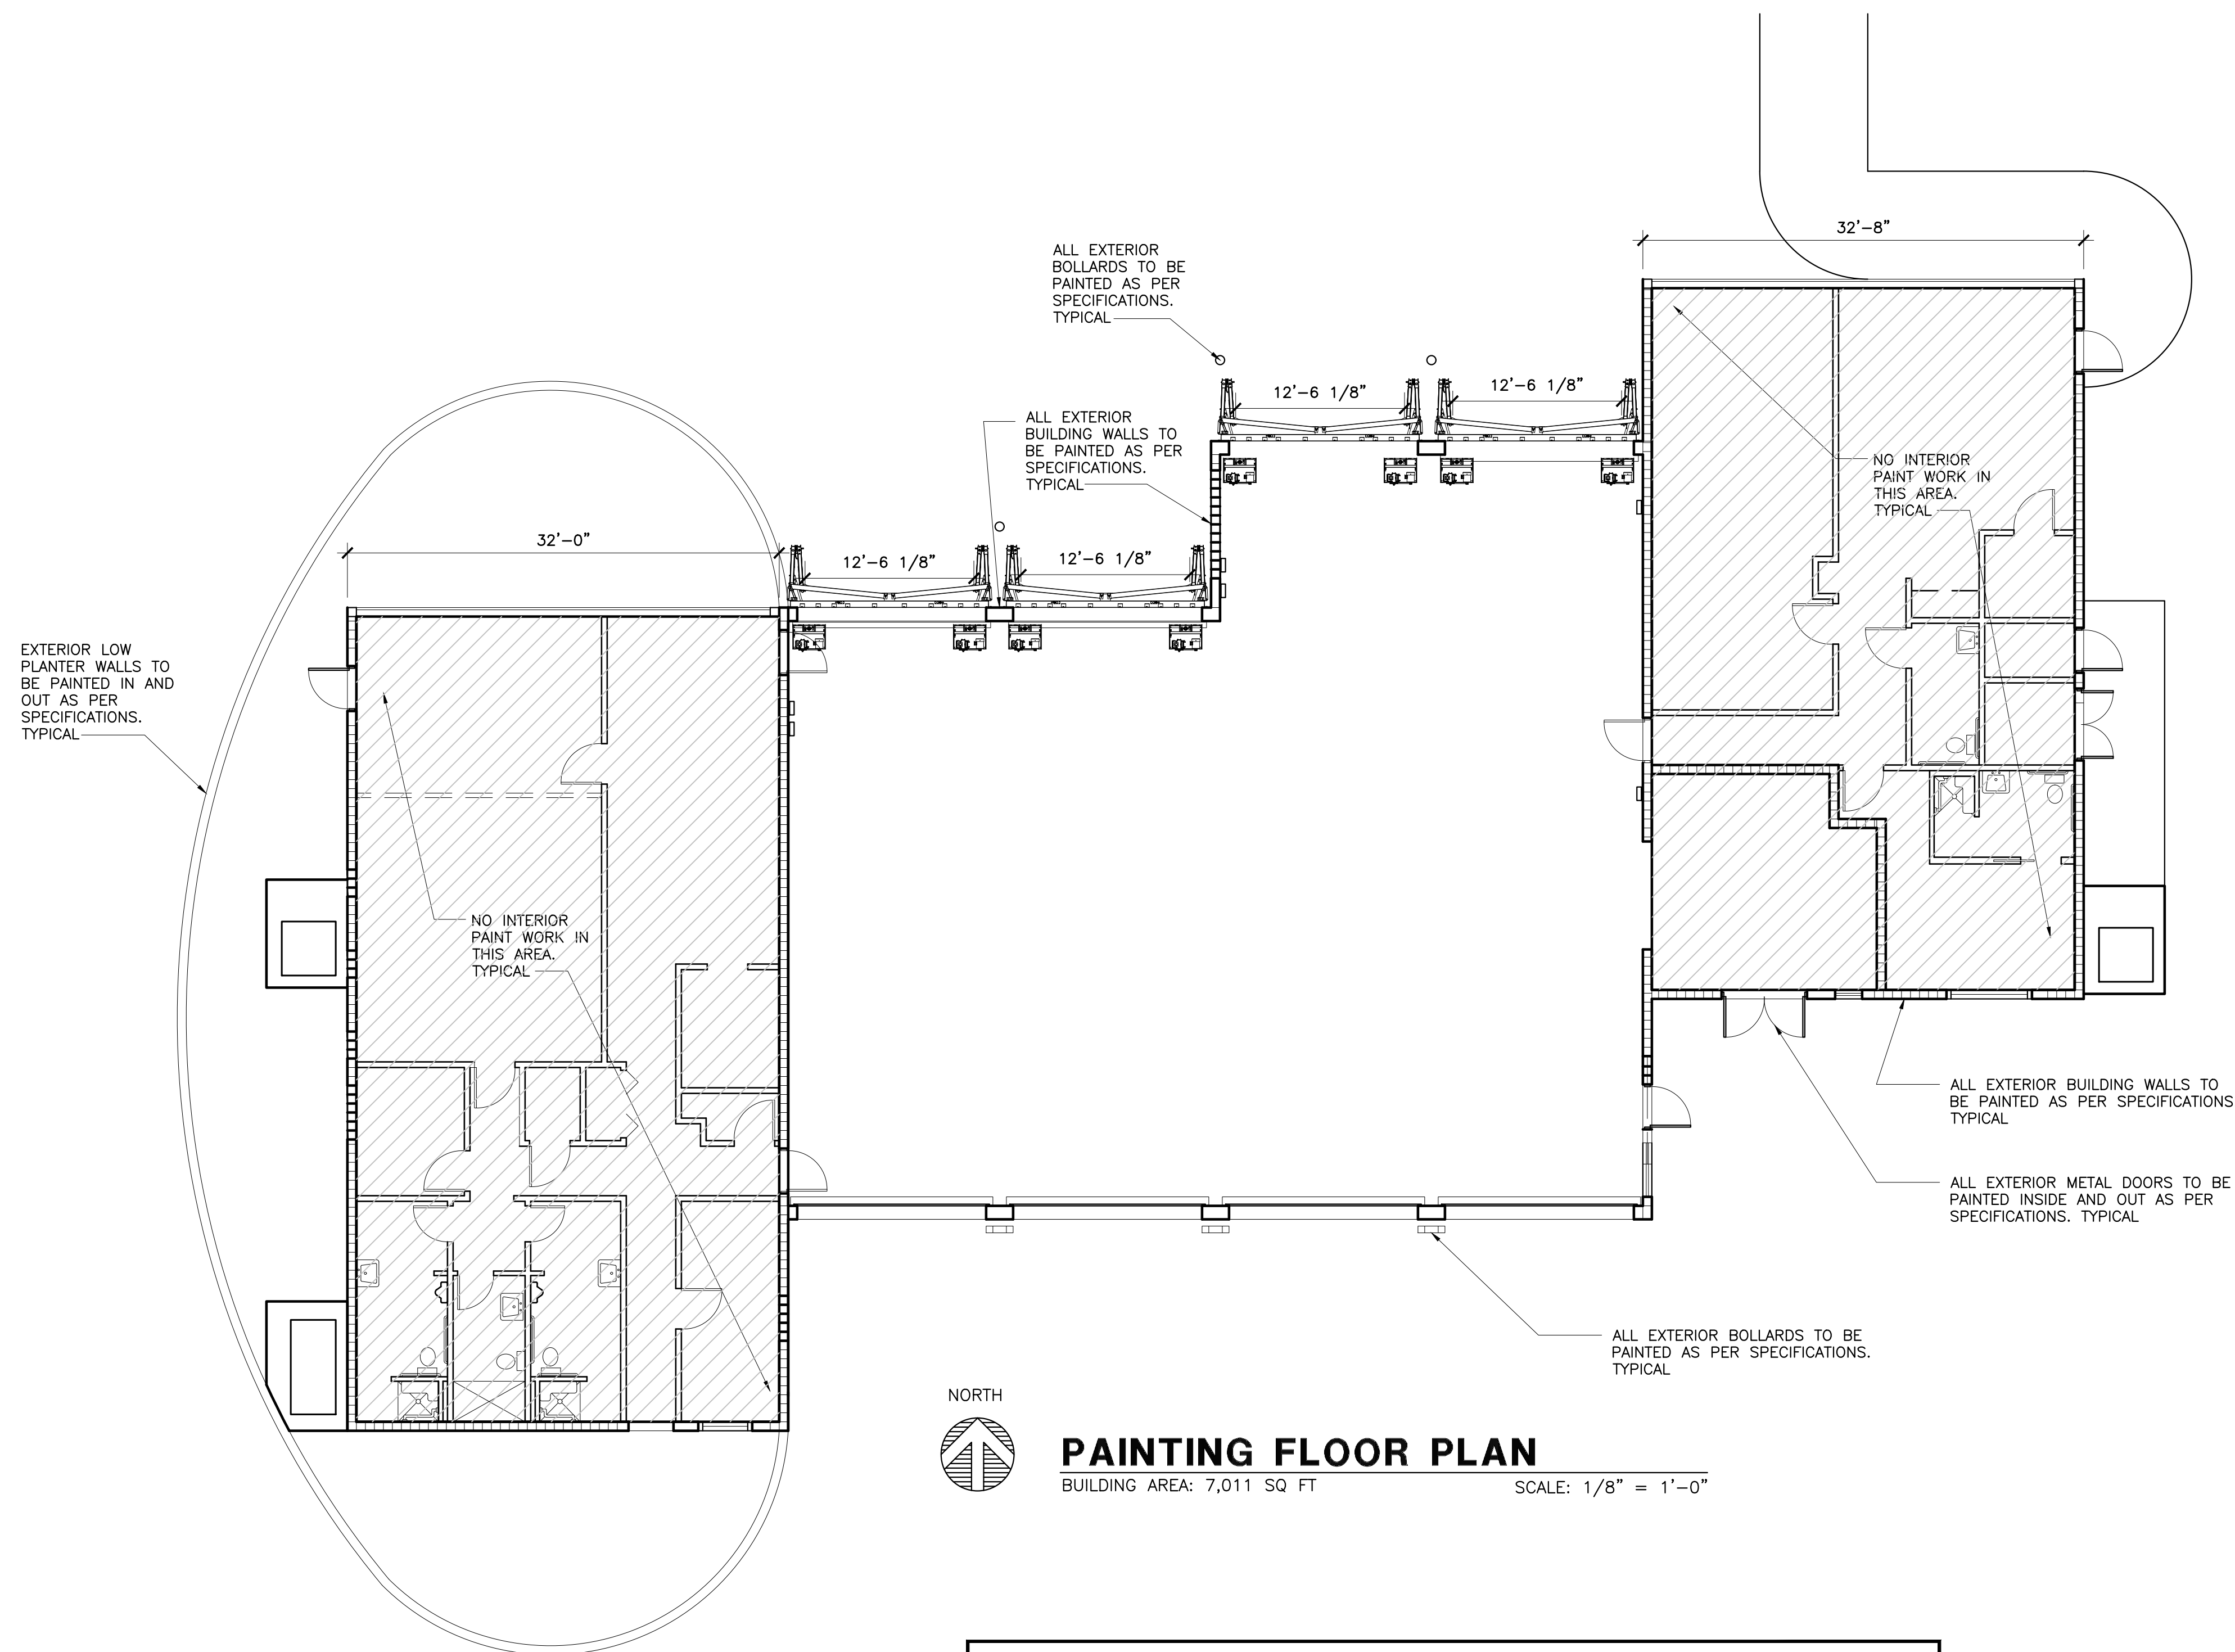 32'-8"
ALL EXTERIOR
BOLLARDS TO BE
PAINTED AS PER
SPECIFICATIONS.
TYPICAL
12'-6 1/8"
12'-6 1/8"
ALL EXTERIOR
BUILDING WALLS TO
BE PAINTED AS PER
SPECIFICATIONS.
TYPICAL
NO INTERIOR
PAINT WORK IN
THIS AREA.
TYPICAL
32'-0"
12'-6 1/8"
12'-6 1/8"
EXTERIOR LOW
PLANTER WALLS TO
BE PAINTED IN AND
OUT AS PER
SPECIFICATIONS.
TYPICAL
NO INTERIOR
PAINT WORK IN
THIS AREA.
TYPICAL
ALL EXTERIOR BUILDING WALLS TO
BE PAINTED AS PER SPECIFICATIONS
TYPICAL
ALL EXTERIOR METAL DOORS TO BE
PAINTED INSIDE AND OUT AS PER
SPECIFICATIONS. TYPICAL
ALL EXTERIOR BOLLARDS TO BE
PAINTED AS PER SPECIFICATIONS.
TYPICAL
NORTH
PAINTING FLOOR PLAN
BUILDING AREA: 7,011 SQ FT
SCALE: 1/8" = 1'-0"